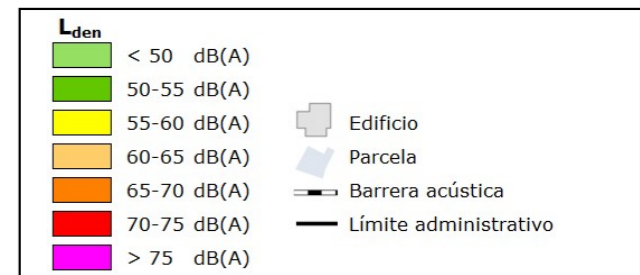 Lden
< 50 dB(A)
50-55 dB(A)
55-60 dB(A)
60-65 dB(A)
65-70 dB(A)
70-75 dB(A)
> 75 dB(A)
Edificio
Parcela
Barrera acústica
Límite administrativo